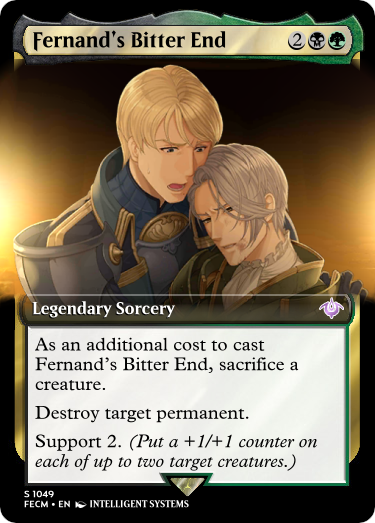 Fernand's Bitter End 2
Legendary Sorcery
As an additional cost to cast
Fernand's Bitter End, sacrifice a
creature.
Destroy target permanent.
Support 2. (Put a +1/+1 counter on
each of up to two target creatures.)
S 1049
FECM • EN INTELLIGENT SYSTEMS